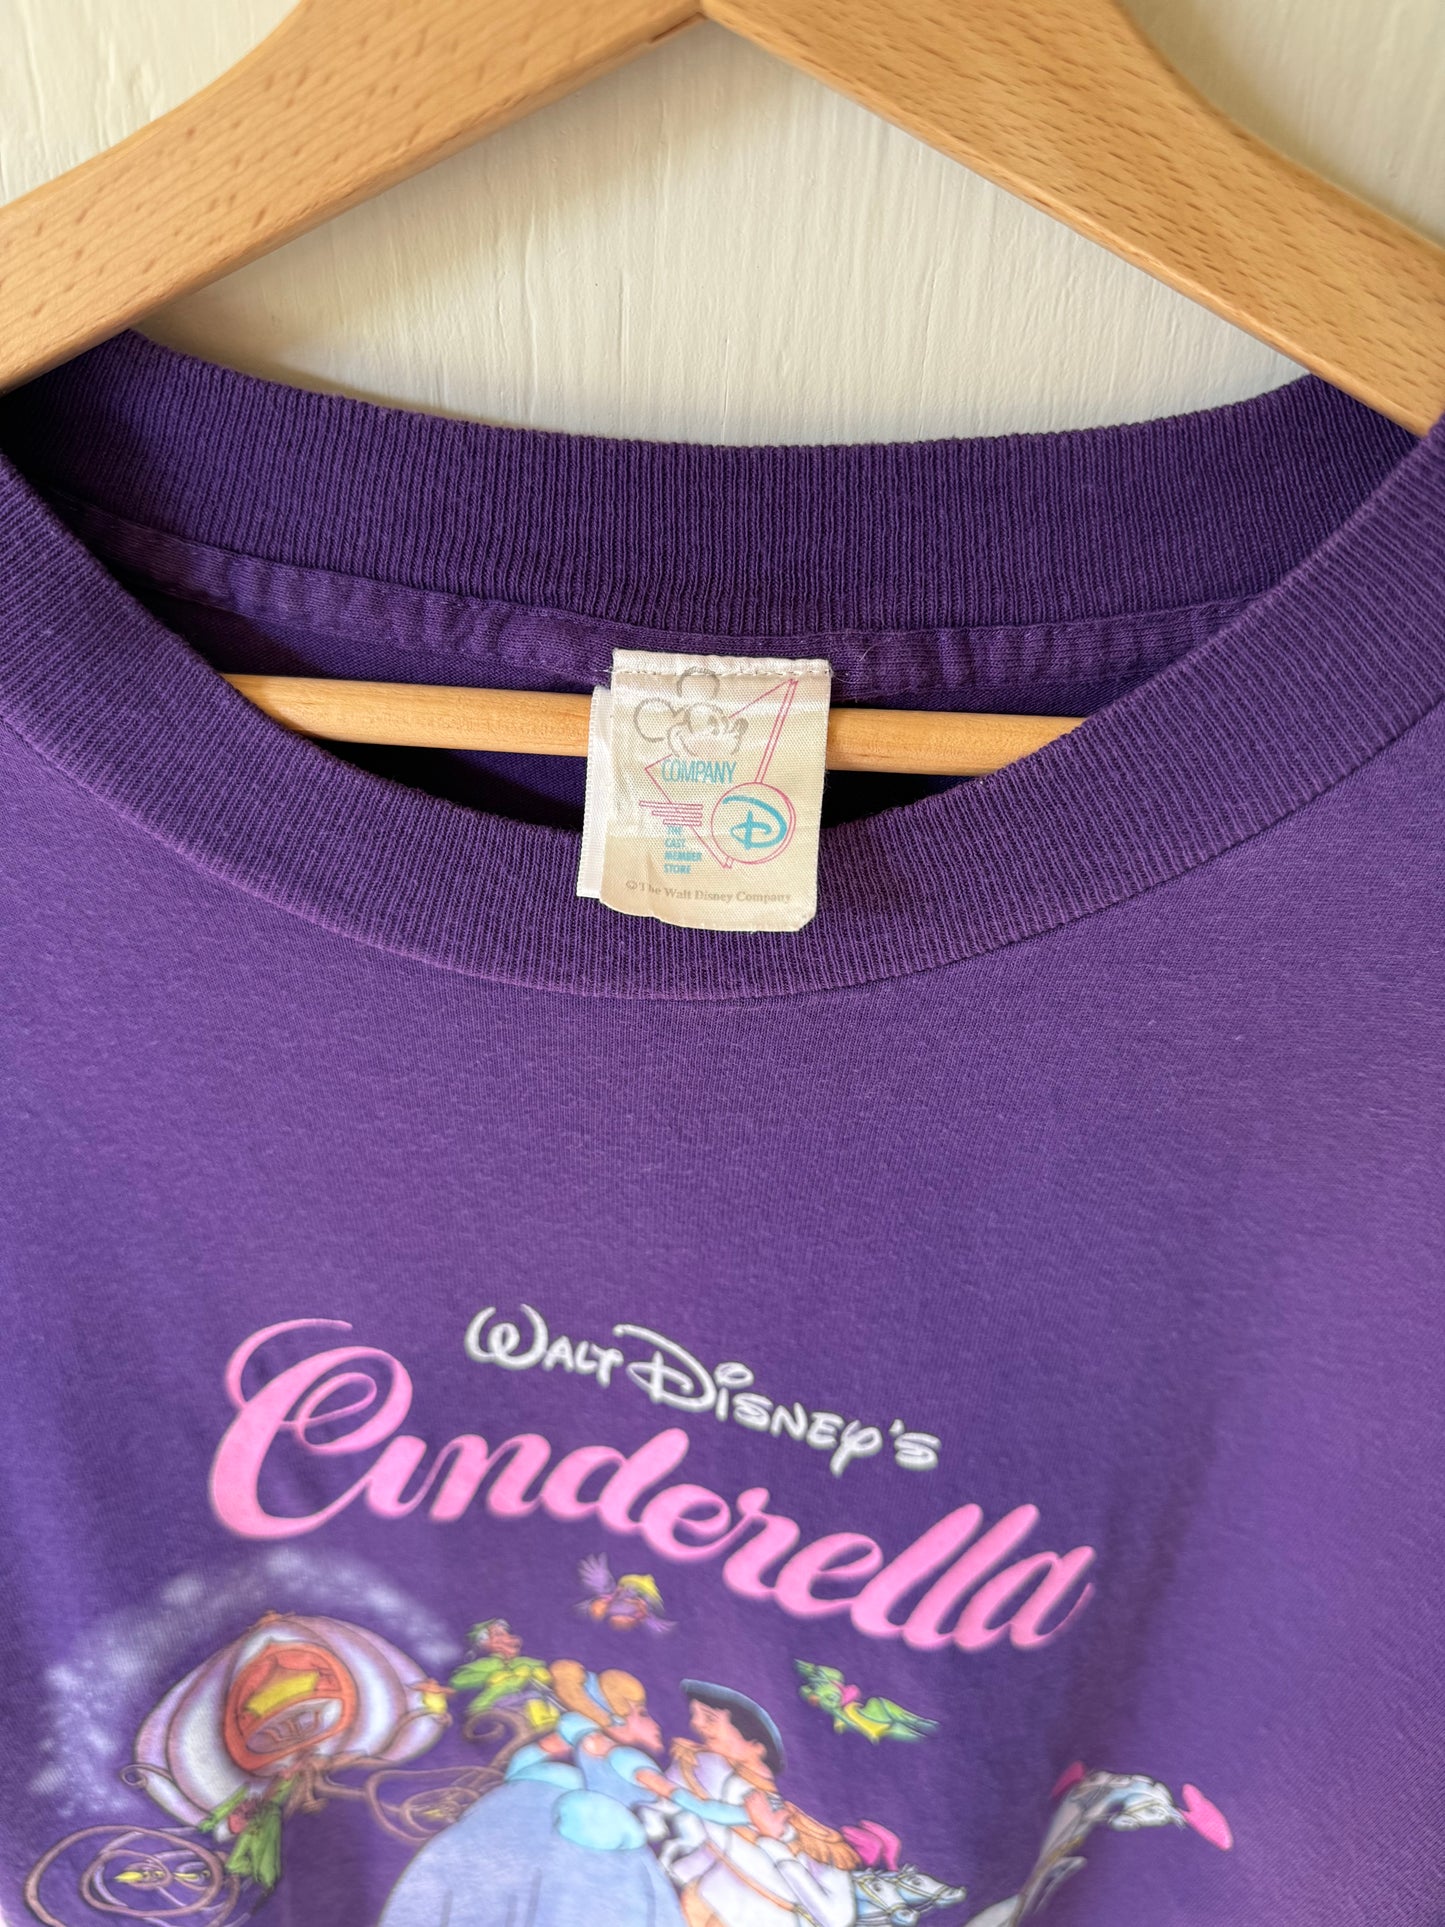 COMPANY
D
THE
CAST
MEMBER
STORE
© The Walt Disney Company
WALT DISNEY'S
Cinderella